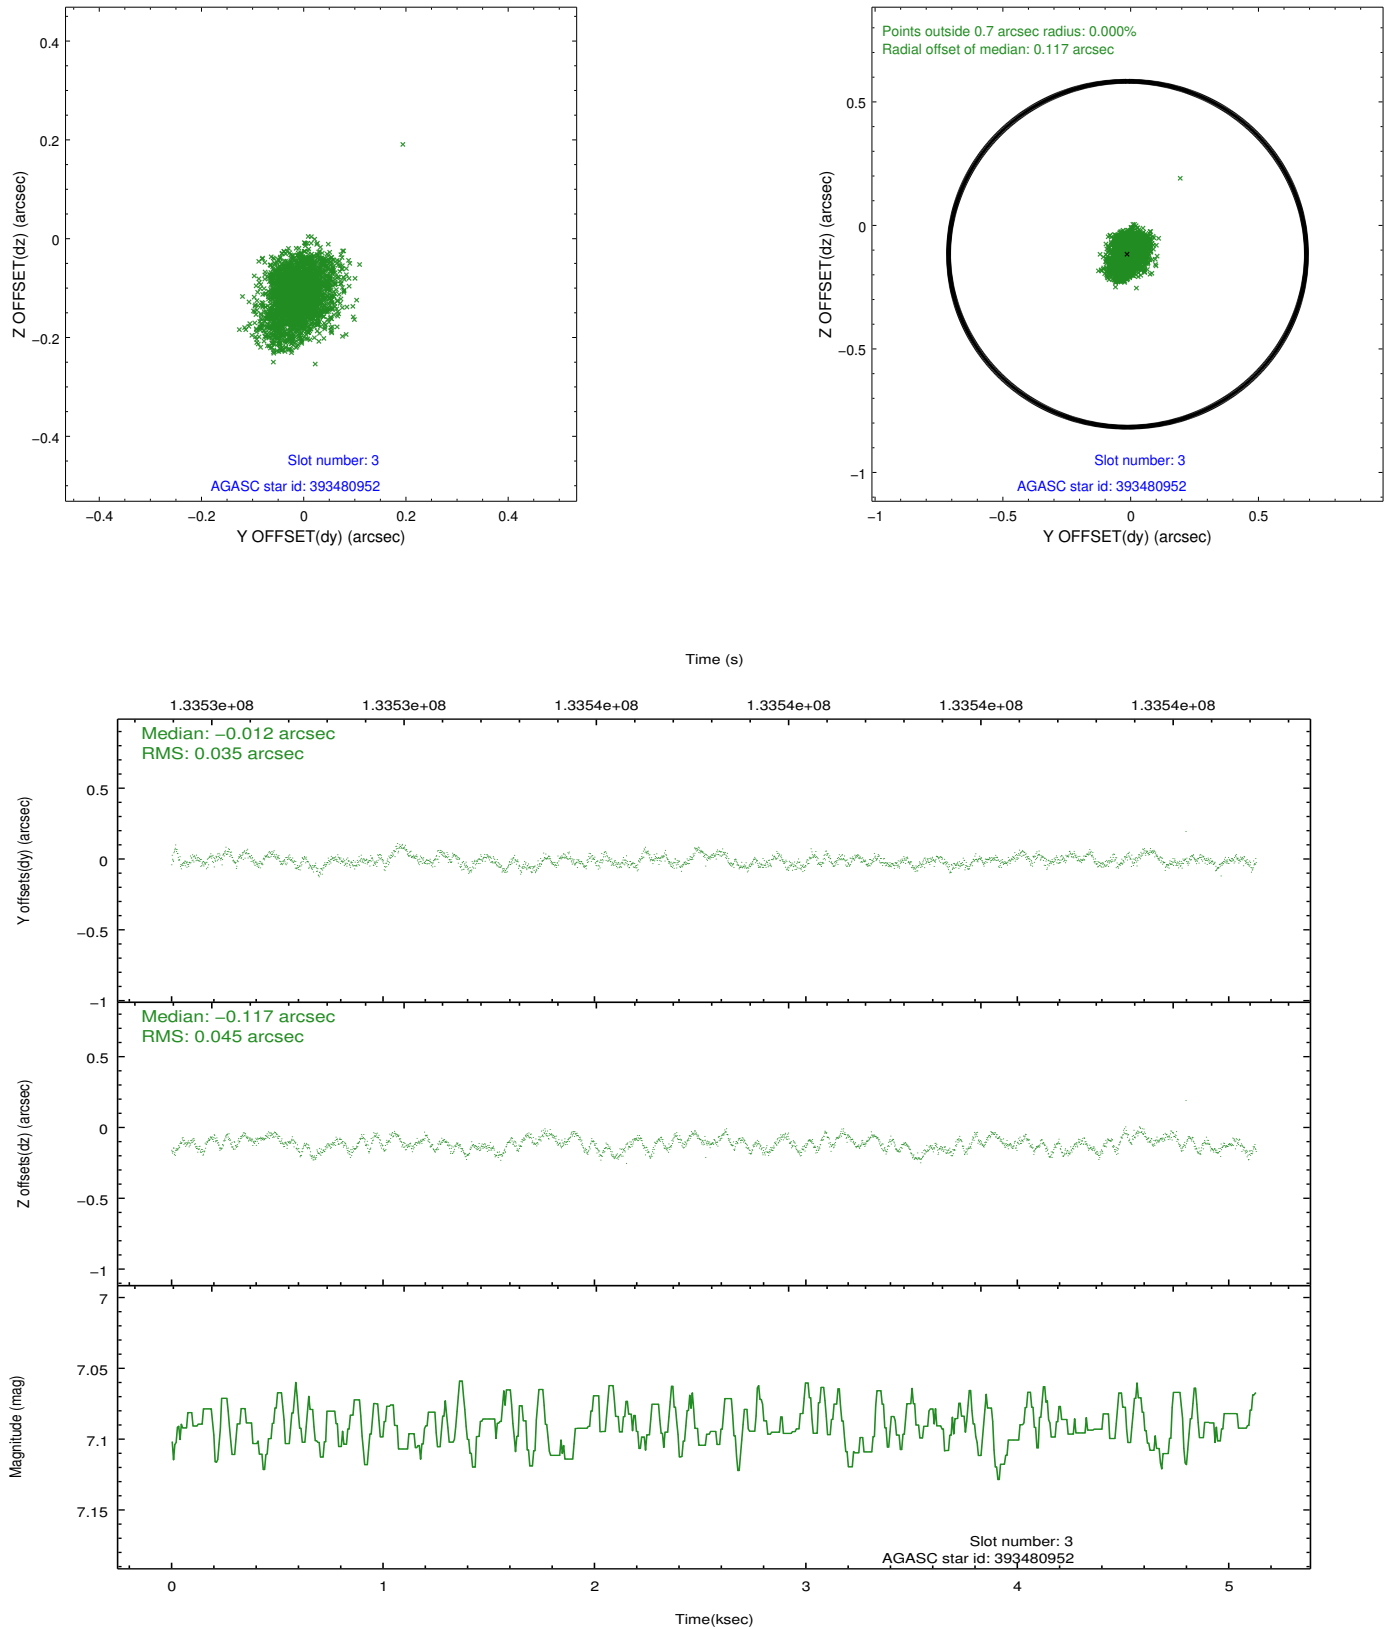 0.4
0.2
0
−0.2
−0.4
Z OFFSET(dz) (arcsec)
Slot number: 3
AGASC star id: 393480952
−0.4 −0.2 0 0.2 0.4
Y OFFSET(dy) (arcsec)
Points outside 0.7 arcsec radius: 0.000%
Radial offset of median: 0.117 arcsec
0.5
0
−0.5
−1
Z OFFSET(dz) (arcsec)
Slot number: 3
AGASC star id: 393480952
−1 −0.5 0 0.5
Y OFFSET(dy) (arcsec)
Time (s)
1.3353e+08 1.3353e+08 1.3354e+08 1.3354e+08 1.3354e+08 1.3354e+08
Median: −0.012 arcsec
RMS: 0.035 arcsec
0.5
0
−0.5
−1
Y offsets(dy) (arcsec)
Median: −0.117 arcsec
RMS: 0.045 arcsec
0.5
0
−0.5
−1
Z offsets(dz) (arcsec)
7
7.05
7.1
7.15
Magnitude (mag)
Slot number: 3
AGASC star id: 393480952
0 1 2 3 4 5
Time(ksec)